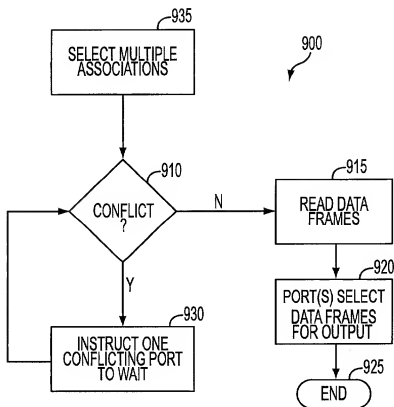 935
SELECT MULTIPLE
ASSOCIATIONS
900
910
CONFLICT
?
N
Y
915
READ DATA
FRAMES
920
PORT(S) SELECT
DATA FRAMES
FOR OUTPUT
930
INSTRUCT ONE
CONFLICTING PORT
TO WAIT
925
END